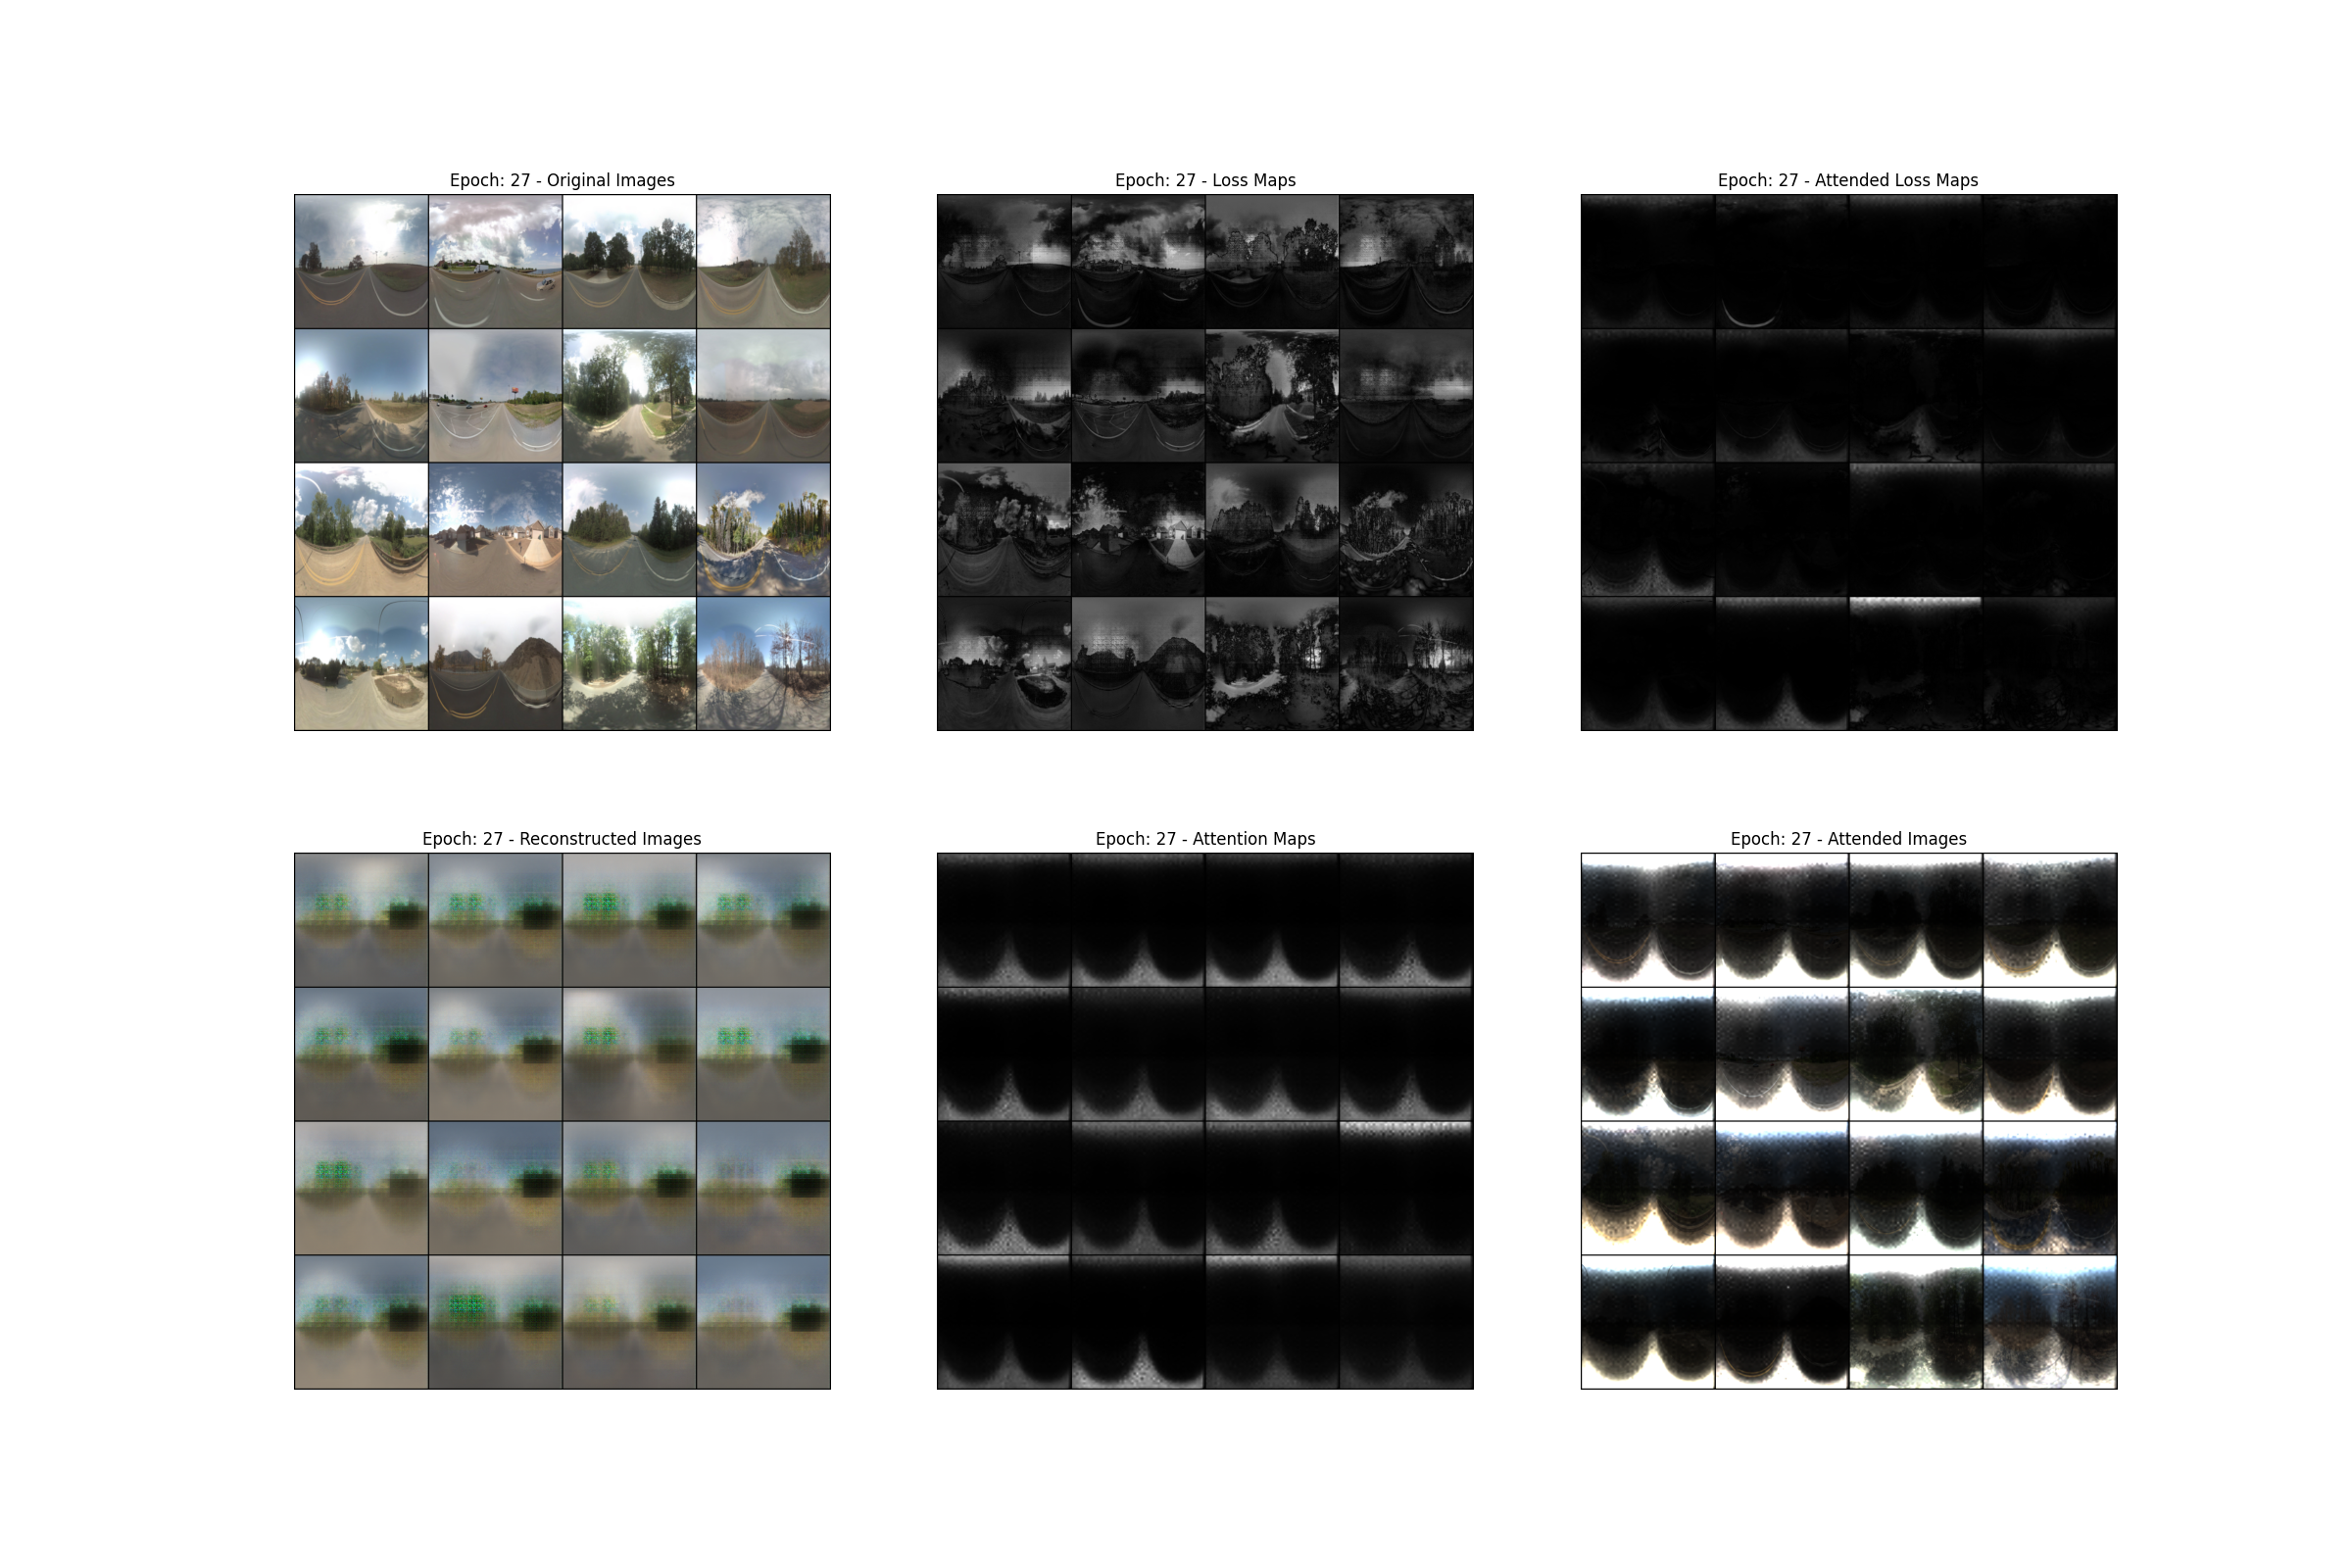 Epoch: 27 - Original Images
Epoch: 27 - Loss Maps
Epoch: 27 - Attended Loss Maps
Epoch: 27 - Reconstructed Images
Epoch: 27 - Attention Maps
Epoch: 27 - Attended Images